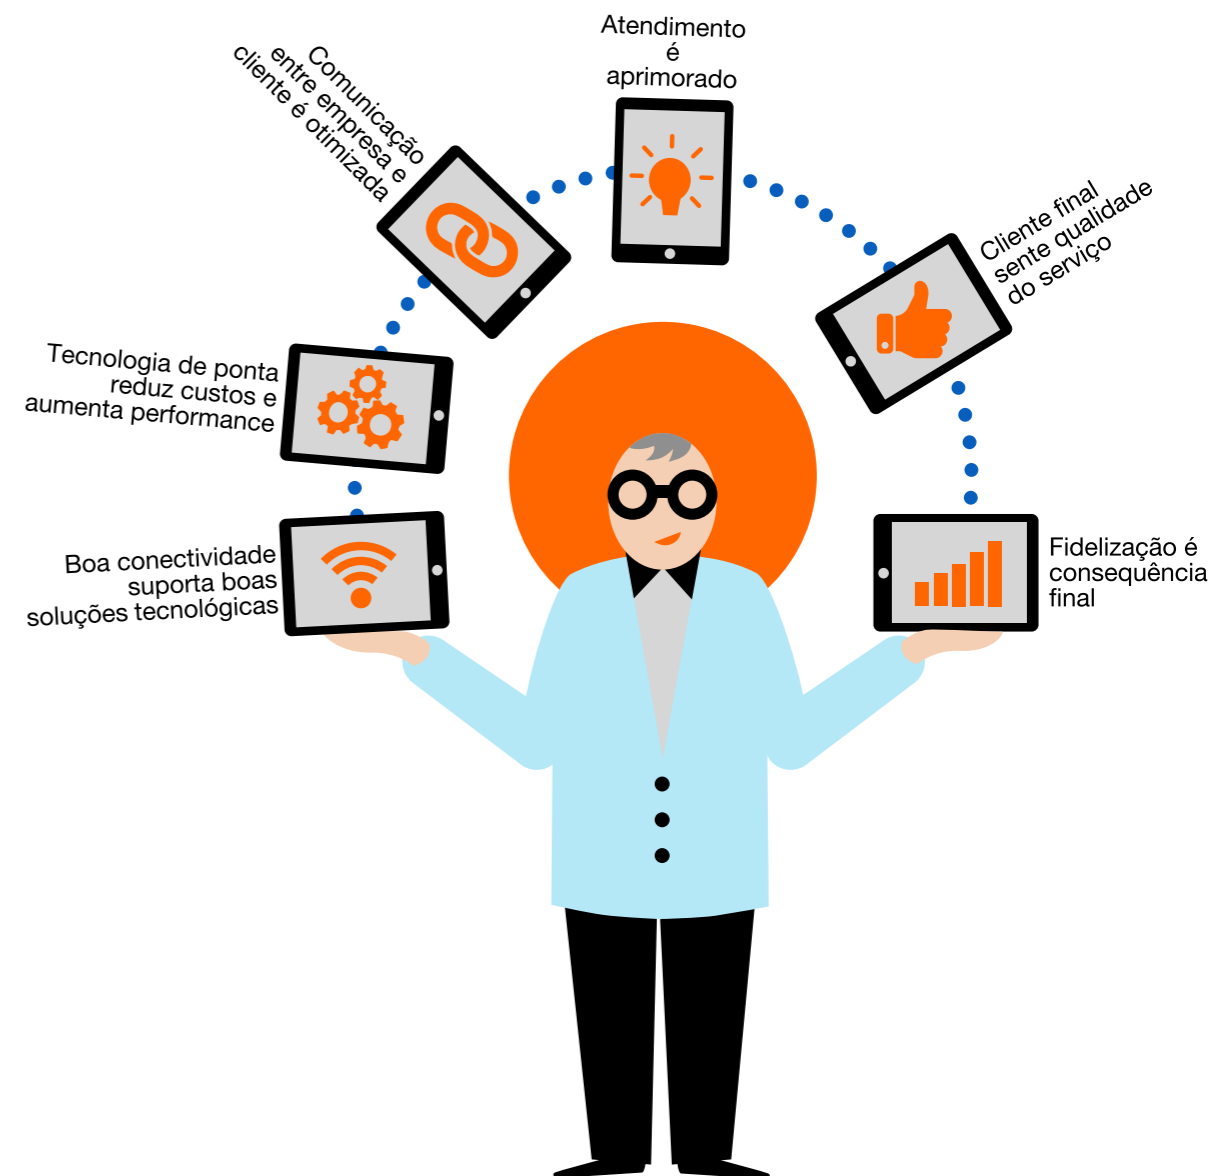 Boa conectividade
suporta boas
soluções tecnológicas
Tecnologia de ponta
reduz custos e
aumenta performance
Comunicação
entre empresa e
cliente é otimizada
Atendimento
é
aprimorado
Cliente final
sente qualidade
do serviço
Fidelização é
consequência
final